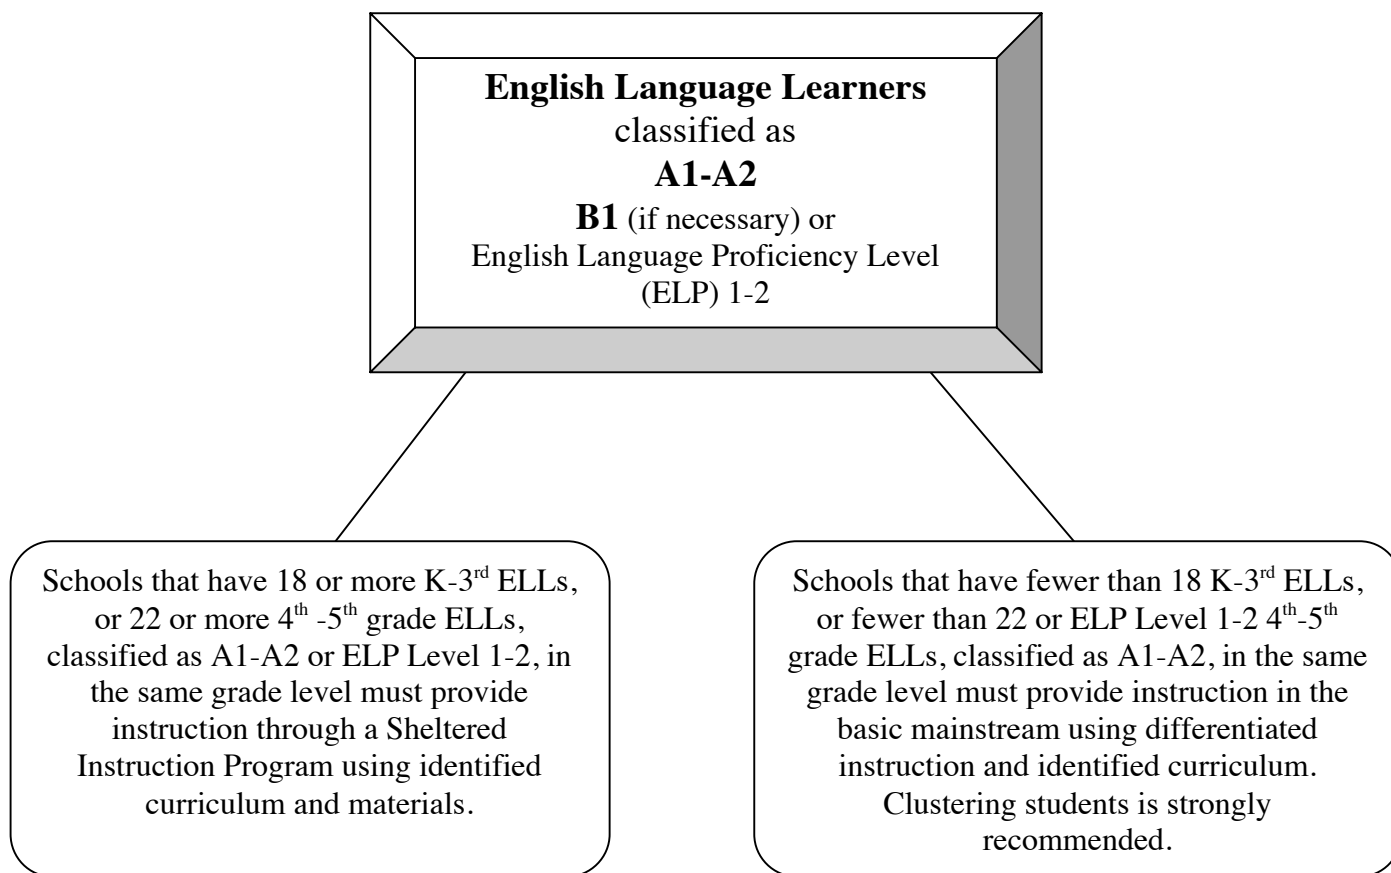 English Language Learners
classified as
A1-A2
B1 (if necessary) or
English Language Proficiency Level
(ELP) 1-2
Schools that have 18 or more K-3rd ELLs,
or 22 or more 4th -5th grade ELLs,
classified as A1-A2 or ELP Level 1-2, in
the same grade level must provide
instruction through a Sheltered
Instruction Program using identified
curriculum and materials.
Schools that have fewer than 18 K-3rd ELLs,
or fewer than 22 or ELP Level 1-2 4th-5th
grade ELLs, classified as A1-A2, in the same
grade level must provide instruction in the
basic mainstream using differentiated
instruction and identified curriculum.
Clustering students is strongly
recommended.